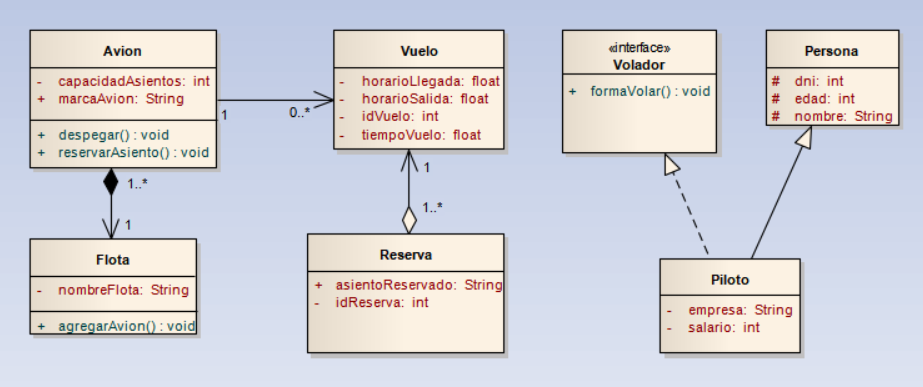 Avion
- capacidadAsientos: int
+ marcaAvion: String
+ despegar() : void
+ reservarAsiento() : void
1
0..*
Vuelo
- horarioLlegada: float
- horarioSalida: float
- idVuelo: int
- tiempoVuelo: float
«interface»
Volador
+ formaVolar() : void
Persona
# dni: int
# edad: int
# nombre: String
1..*
1
Flota
- nombreFlota: String
+ agregarAvion() : void
1
1..*
Reserva
+ asientoReservado: String
- idReserva: int
Piloto
- empresa: String
- salario: int